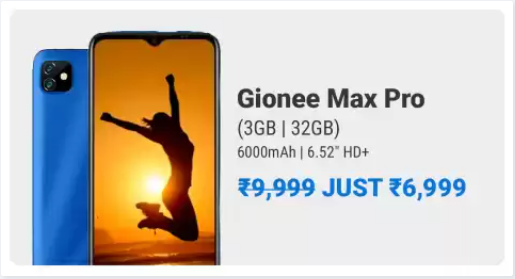 Gionee Max Pro
(3GB | 32GB)
6000mAh | 6.52" HD+
₹9,999 JUST ₹6,999